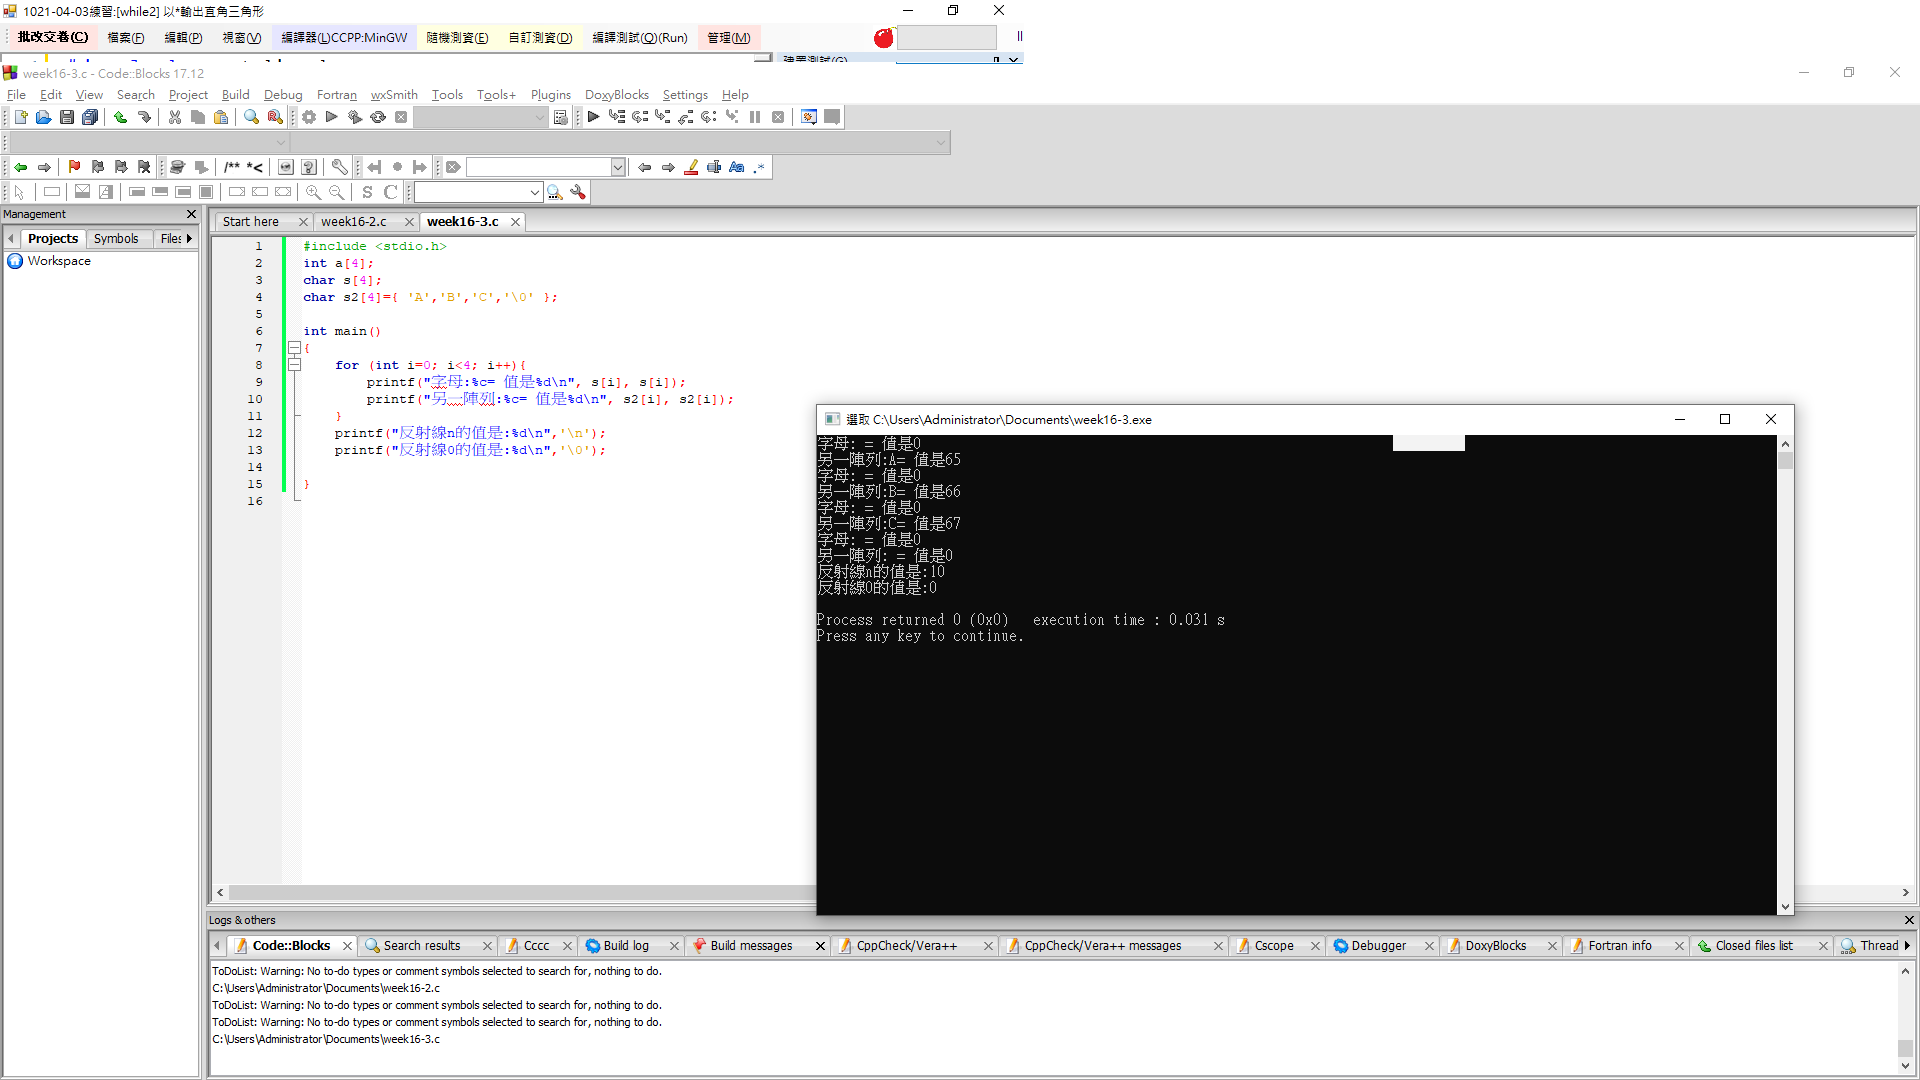 1021-04-03練習:[while2] 以*輸出直角三角形
批改交卷(C) 檔案(F) 編輯(P) 視窗(V) 編譯器(L)CCPP:MinGW 隨機測資(E) 自訂測資(D) 編譯測試(Q)(Run) 管理(M)
week16-3.c - Code::Blocks 17.12
File Edit View Search Project Build Debug Fortran wxSmith Tools Tools+ Plugins DoxyBlocks Settings Help
/** *<
S C
Management
Projects Symbols Files
Workspace
Start here week16-2.c week16-3.c
1 #include <stdio.h>
2 int a[4];
3 char s[4];
4 char s2[4]={ 'A','B','C','\0' };
5
6 int main()
7 {
8 for (int i=0; i<4; i++){
9 printf("字母:%c= 值是%d\n", s[i], s[i]);
10 printf("另一陣列:%c= 值是%d\n", s2[i], s2[i]);
11 }
12 printf("反射線n的值是:%d\n",'\n');
13 printf("反射線0的值是:%d\n",'\0');
14
15 }
16
選取 C:\Users\Administrator\Documents\week16-3.exe
字母: = 值是0
另一陣列:A= 值是65
字母: = 值是0
另一陣列:B= 值是66
字母: = 值是0
另一陣列:C= 值是67
字母: = 值是0
另一陣列: = 值是0
反射線n的值是:10
反射線0的值是:0
Process returned 0 (0x0) execution time : 0.031 s
Press any key to continue.
Logs & others
Code::Blocks Search results Cccc Build log Build messages CppCheck/Vera++ CppCheck/Vera++ messages Cscope Debugger DoxyBlocks Fortran info Closed files list Thread
ToDoList: Warning: No to-do types or comment symbols selected to search for, nothing to do.
C:\Users\Administrator\Documents\week16-2.c
ToDoList: Warning: No to-do types or comment symbols selected to search for, nothing to do.
ToDoList: Warning: No to-do types or comment symbols selected to search for, nothing to do.
C:\Users\Administrator\Documents\week16-3.c